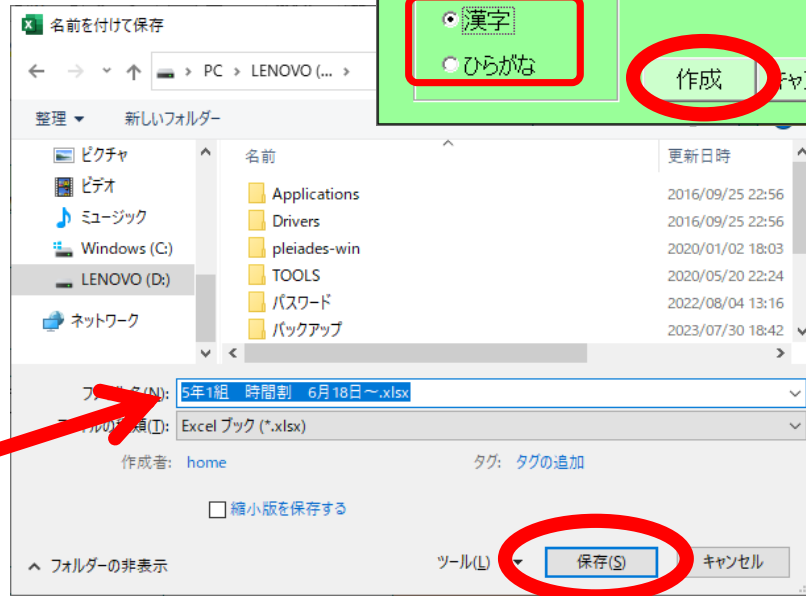 漢字
ひらがな
作成
名前を付けて保存
PC > LENOVO (... >
整理 新しいフォルダー
ピクチャ
ビデオ
ミュージック
Windows (C:)
LENOVO (D:)
ネットワーク
名前 更新日時
Applications 2016/09/25 22:56
Drivers 2016/09/25 22:56
pleiades-win 2020/01/02 18:03
TOOLS 2020/05/20 22:24
パスワード 2022/08/04 13:16
バックアップ 2023/07/30 18:42
(N): 5年1組 時間割 6月18日~.xlsx
(T): Excel ブック (*.xlsx)
作成者: home タグ: タグの追加
縮小版を保存する
フォルダーの非表示 ツール(L) 保存(S) キャンセル